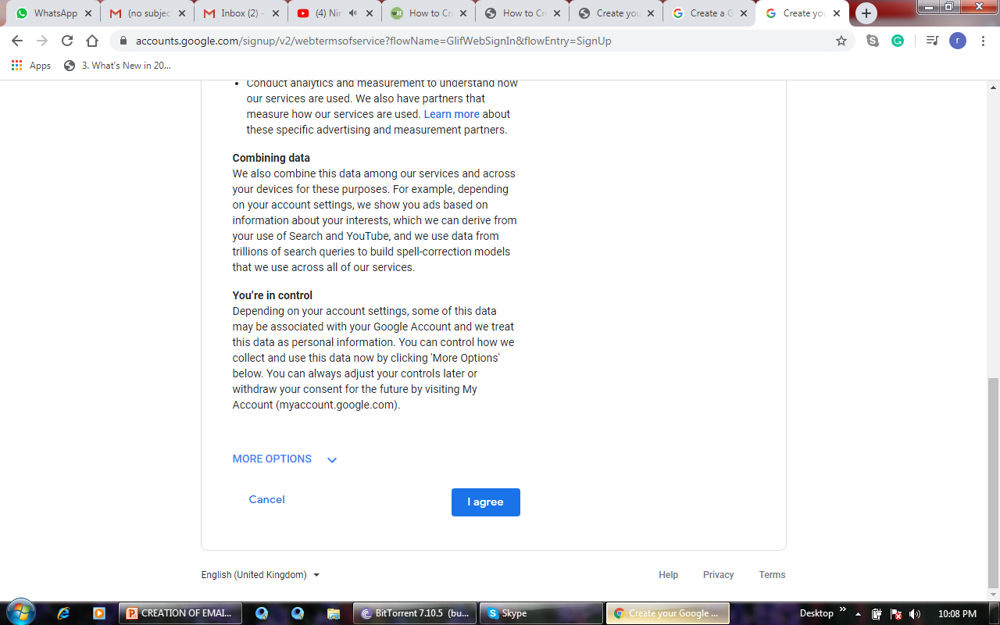 WhatsApp
(no subjec
Inbox (2) -
(4) Nin
How to Cr
How to Cr
Create you
Create a G
Create you
accounts.google.com/signup/v2/webtermsofservice?flowName=GlifWebSignIn&flowEntry=SignUp
r
Apps
3. What's New in 20...
Conduct analytics and measurement to understand how
our services are used. We also have partners that
measure how our services are used. Learn more about
these specific advertising and measurement partners.
Combining data
We also combine this data among our services and across
your devices for these purposes. For example, depending
on your account settings, we show you ads based on
information about your interests, which we can derive from
your use of Search and YouTube, and we use data from
trillions of search queries to build spell-correction models
that we use across all of our services.
You're in control
Depending on your account settings, some of this data
may be associated with your Google Account and we treat
this data as personal information. You can control how we
collect and use this data now by clicking 'More Options'
below. You can always adjust your controls later or
withdraw your consent for the future by visiting My
Account (myaccount.google.com).
MORE OPTIONS
Cancel
I agree
English (United Kingdom)
Help
Privacy
Terms
CREATION OF EMAI...
BitTorrent 7.10.5 (bu...
Skype
Create your Google ...
Desktop
10:08 PM